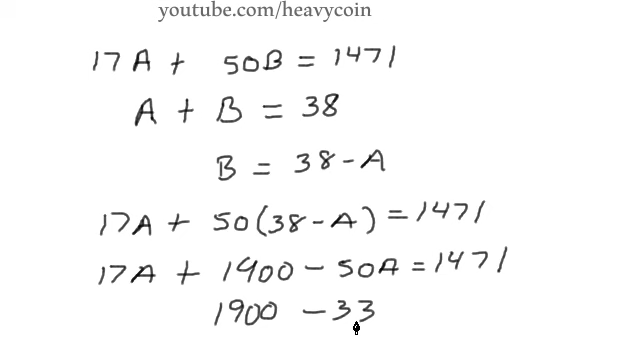 youtube.com/heavycoin
17A + 50B = 1471
A + B = 38
B = 38 - A
17A + 50(38 - A) = 1471
17A + 1900 - 50A = 1471
1900 - 33